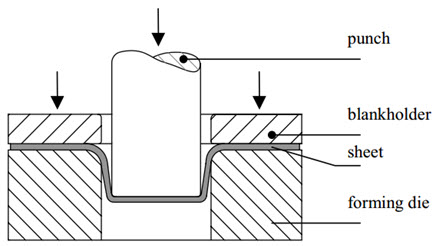 punch
blankholder
sheet
forming die